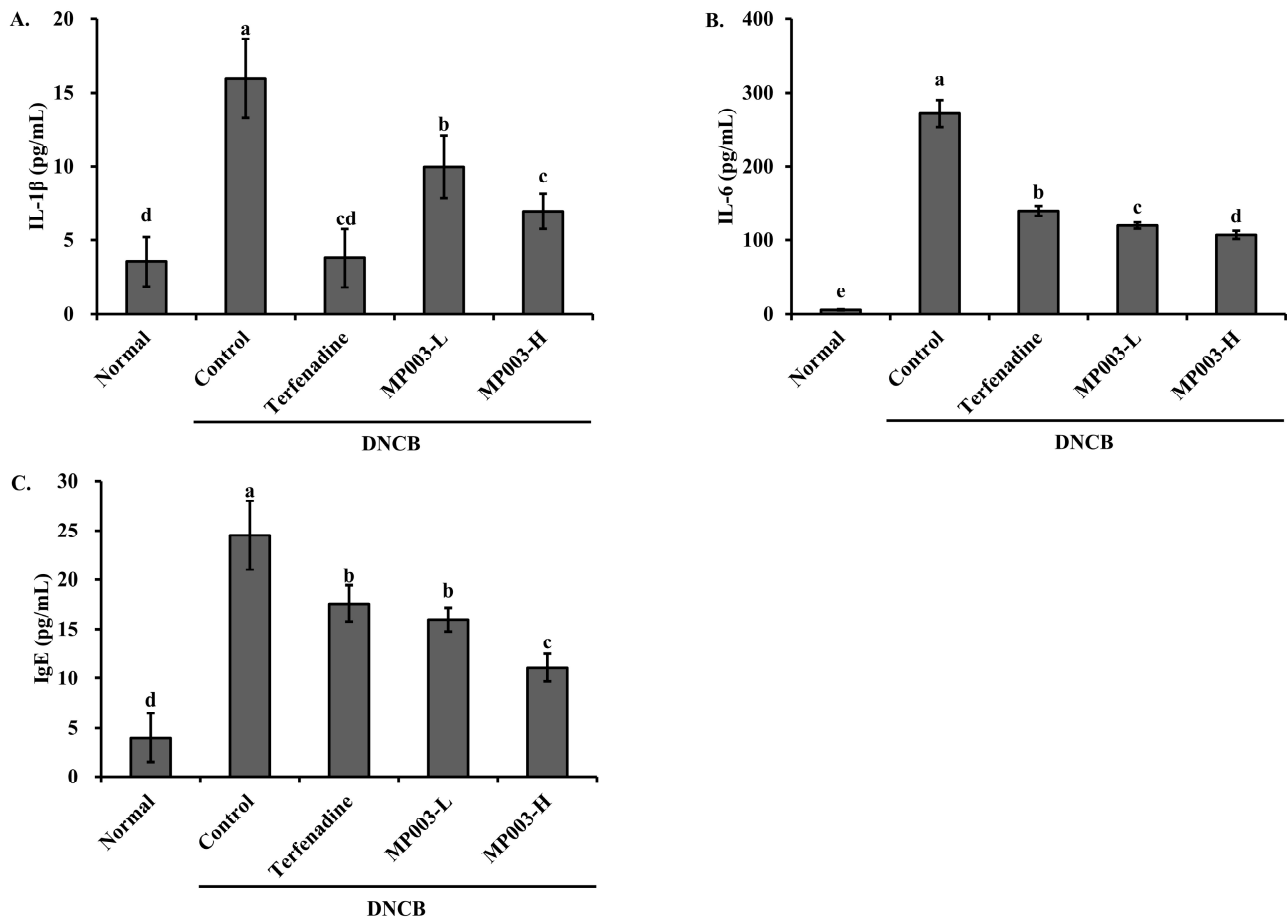 A.
IL-1β (pg/mL)
20
15
10
5
0
a
b
c
cd
d
Normal
Control
Terfenadine
MP003-L
MP003-H
DNCB
B.
IL-6 (pg/mL)
400
300
200
100
0
a
b
c
d
e
Normal
Control
Terfenadine
MP003-L
MP003-H
DNCB
C.
IgE (pg/mL)
30
25
20
15
10
5
0
a
b
b
c
d
Normal
Control
Terfenadine
MP003-L
MP003-H
DNCB